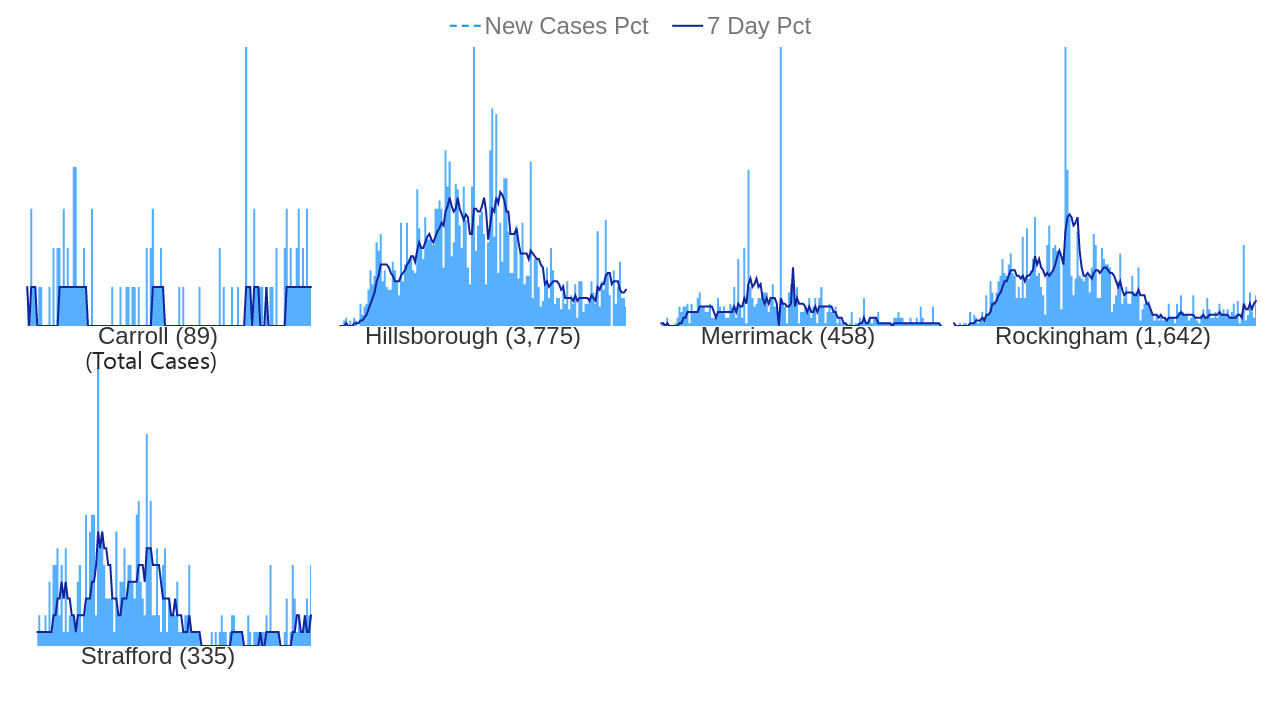 New Cases Pct 7 Day Pct
Carroll (89) Hillsborough (3,775) Merrimack (458) Rockingham (1,642)
(Total Cases)
Strafford (335)